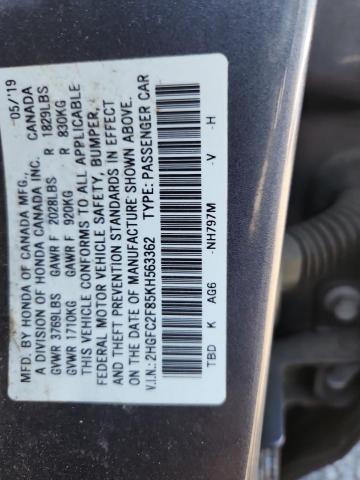 MFD. BY HONDA OF CANADA MFG., 05/'19
A DIVISION OF HONDA CANADA INC. CANADA
GVWR 3769LBS GAWR F 2028LBS R 1829LBS
GVWR 1710KG GAWR F 920KG R 830KG
THIS VEHICLE CONFORMS TO ALL APPLICABLE
FEDERAL MOTOR VEHICLE SAFETY, BUMPER,
AND THEFT PREVENTION STANDARDS IN EFFECT
ON THE DATE OF MANUFACTURE SHOWN ABOVE.
V.I.N.: 2HGFC2F85KH563362 TYPE: PASSENGER CAR
TBD K AG6 -NH797M -V -H